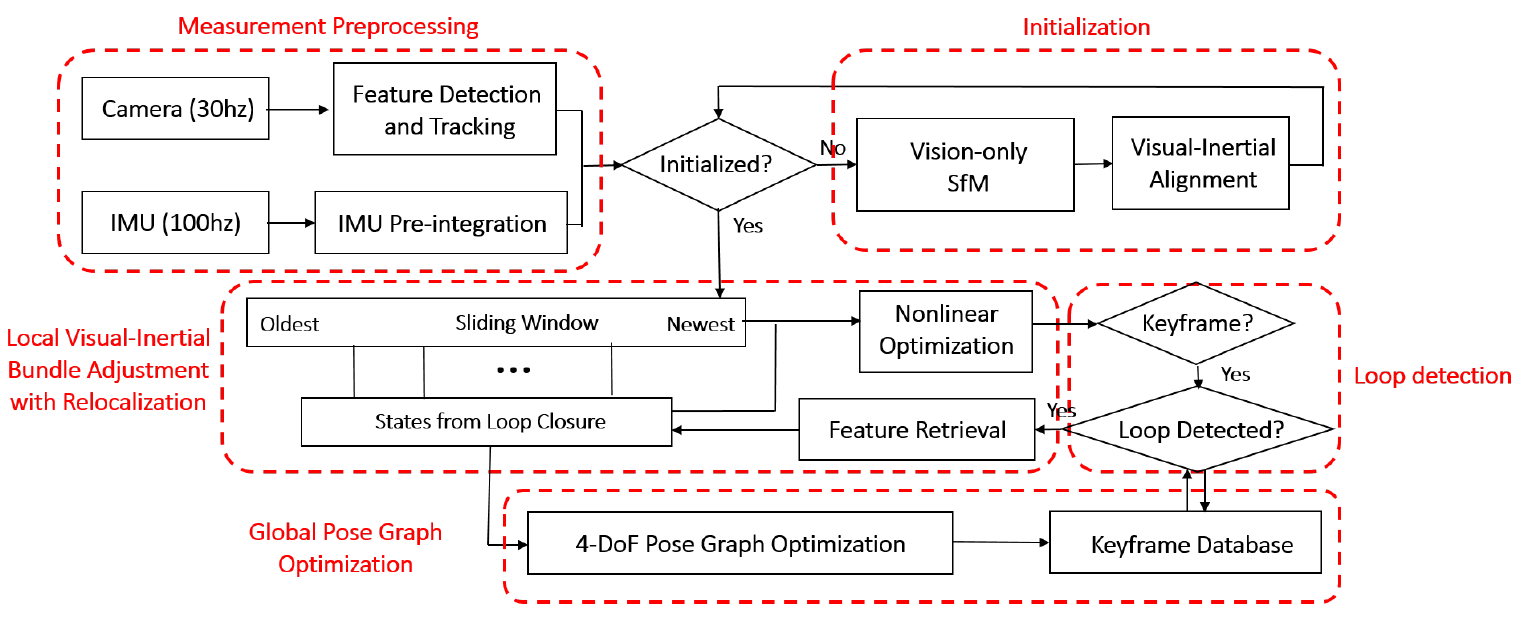 Measurement Preprocessing
Initialization
Camera (30hz)
Feature Detection
and Tracking
IMU (100hz)
IMU Pre-integration
Initialized?
No
Yes
Vision-only
SfM
Visual-Inertial
Alignment
Local Visual-Inertial
Bundle Adjustment
with Relocalization
Oldest
Sliding Window
Newest
...
States from Loop Closure
Nonlinear
Optimization
Feature Retrieval
Keyframe?
Yes
Loop Detected?
Yes
Loop detection
Global Pose Graph
Optimization
4-DoF Pose Graph Optimization
Keyframe Database